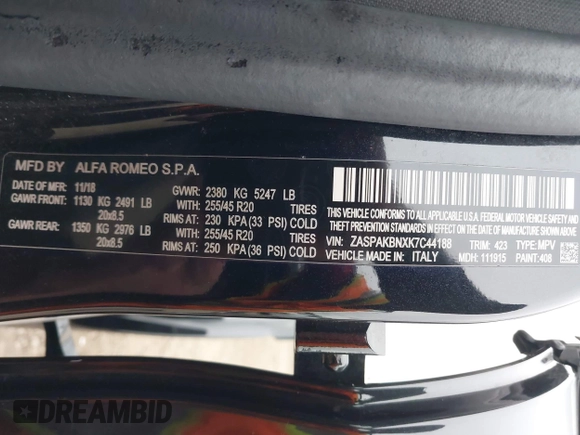 MFD BY ALFA ROMEO S.P.A.
DATE OF MFR 11/18 GVWR: 2380 KG 5247 LB
GAWR FRONT: 1130 KG 2491 LB WITH 255/45 R20 TIRES
20x8.5 RIMS AT 230 KPA (33 PSI) COLD
GAWR REAR: 1350 KG 2976 LB WITH 255/45 R20 TIRES
20x8.5 RIMS AT 250 KPA (36 PSI) COLD
THIS VEHICLE CONFORMS TO ALL APPLICABLE U.S.A.
FEDERAL MOTOR VEHICLE SAFETY, BUMPER, AND
THEFT PREVENTION STANDARDS IN EFFECT ON THE
DATE OF MANUFACTURE SHOWN ABOVE.
VIN: ZASPAKBNXK7C44188 TRIM: 423 TYPE: MPV
VEHICLE MADE IN ITALY MDH: 111915 PAINT: 408
DREAMBID